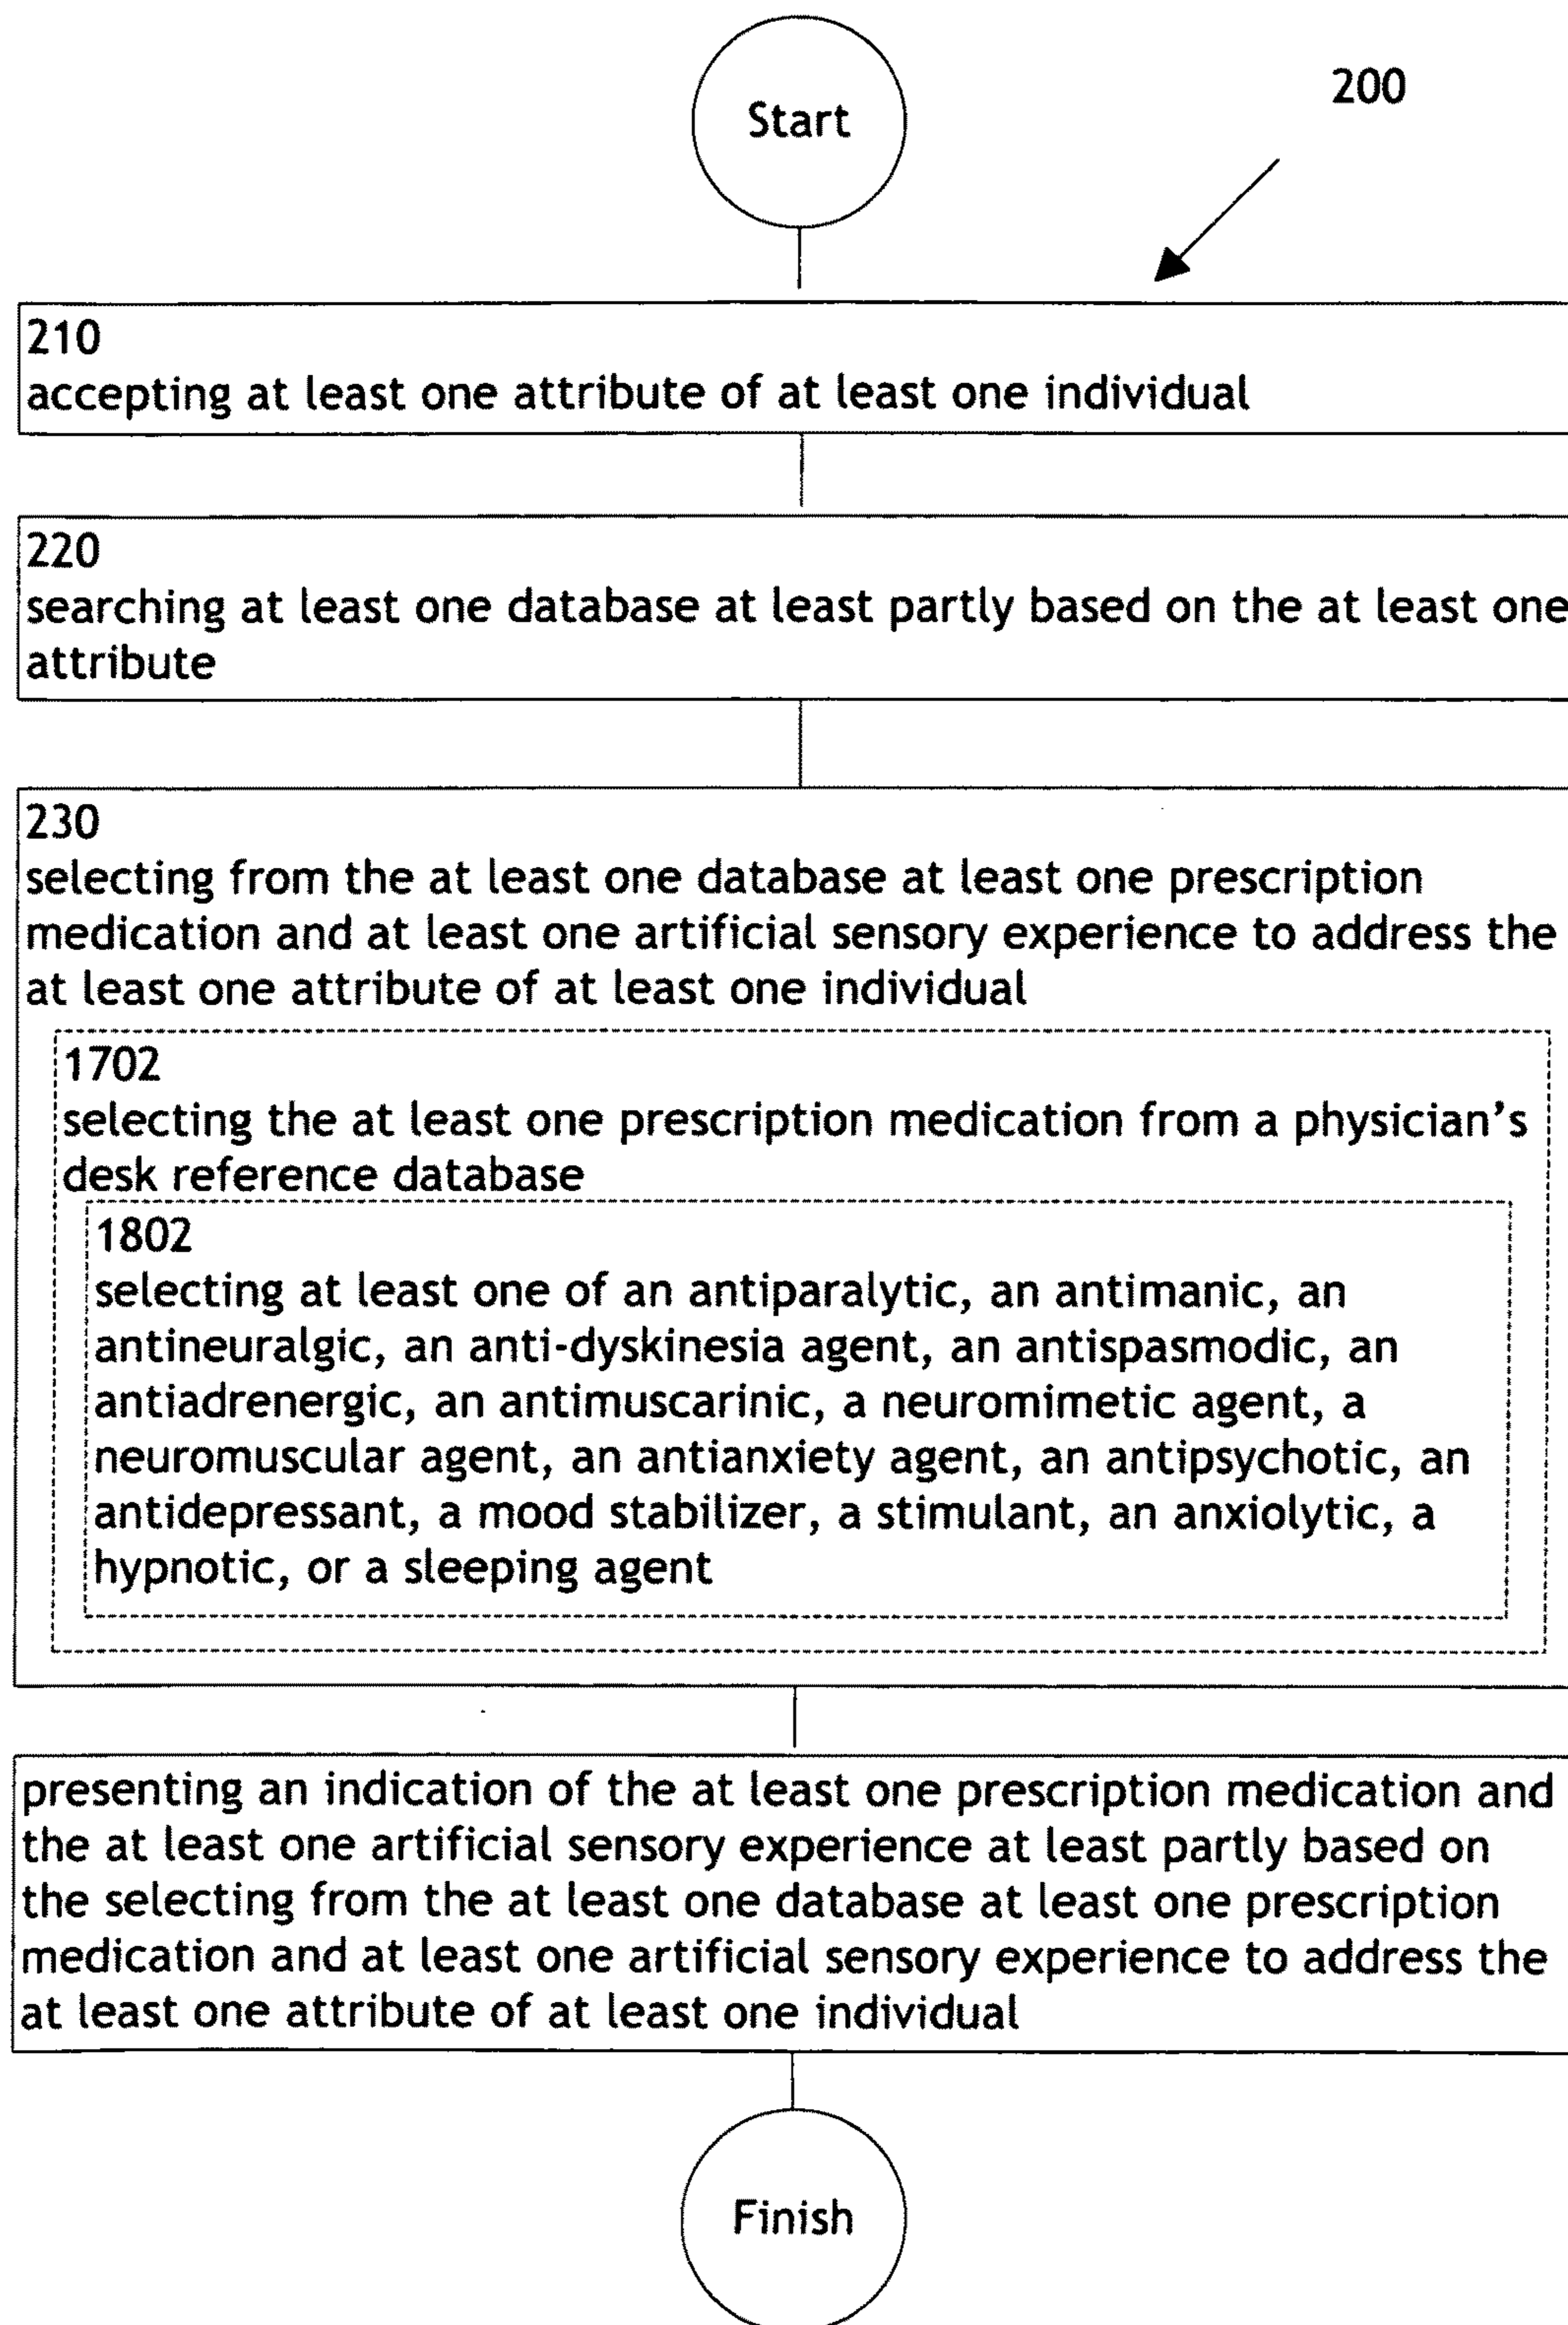 Start
200
210
accepting at least one attribute of at least one individual
220
searching at least one database at least partly based on the at least one
attribute
230
selecting from the at least one database at least one prescription
medication and at least one artificial sensory experience to address the
at least one attribute of at least one individual
1702
selecting the at least one prescription medication from a physician's
desk reference database
1802
selecting at least one of an antiparalytic, an antimanic, an
antineuralgic, an anti-dyskinesia agent, an antispasmodic, an
antiadrenergic, an antimuscarinic, a neuromimetic agent, a
neuromuscular agent, an antianxiety agent, an antipsychotic, an
antidepressant, a mood stabilizer, a stimulant, an anxiolytic, a
hypnotic, or a sleeping agent
presenting an indication of the at least one prescription medication and
the at least one artificial sensory experience at least partly based on
the selecting from the at least one database at least one prescription
medication and at least one artificial sensory experience to address the
at least one attribute of at least one individual
Finish